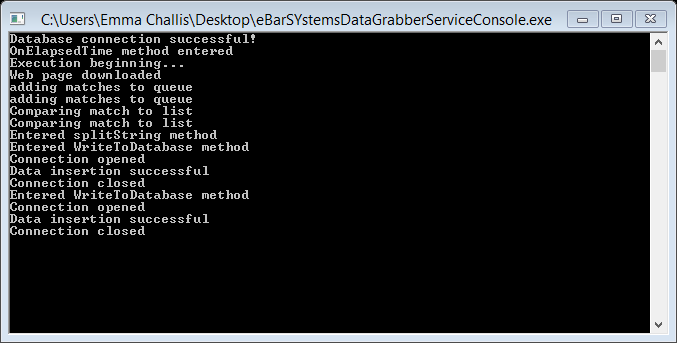 C:\Users\Emma Challis\Desktop\eBarSYstemsDataGrabberServiceConsole.exe
Database connection successful!
OnElapsedTime method entered
Execution beginning...
Web page downloaded
adding matches to queue
adding matches to queue
Comparing match to list
Comparing match to list
Entered splitString method
Entered WriteToDatabase method
Connection opened
Data insertion successful
Connection closed
Entered WriteToDatabase method
Connection opened
Data insertion successful
Connection closed